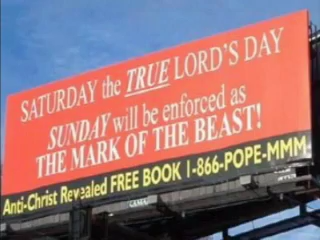 SATURDAY the TRUE LORD'S DAY
SUNDAY will be enforced as
THE MARK OF THE BEAST!
Anti-Christ Revealed FREE BOOK 1-866-POPE-MMM